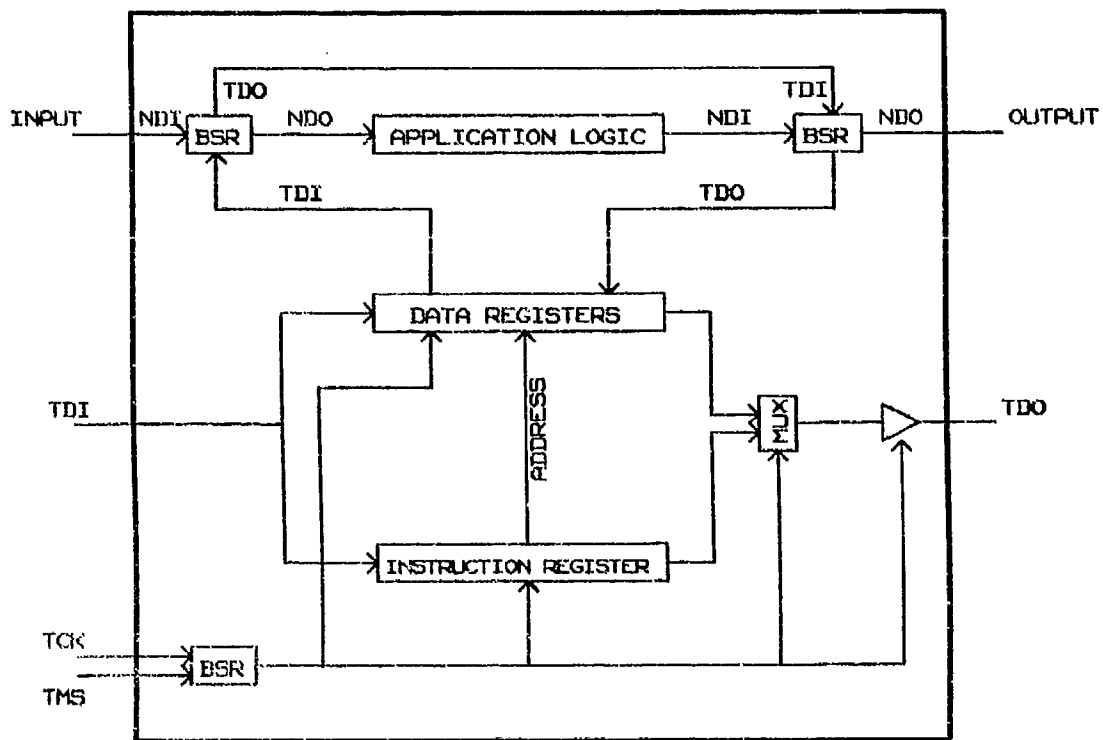 TDO
TDI
INPUT
NDI
BSR
NDO
APPLICATION LOGIC
NDI
BSR
NDO
OUTPUT
TDI
TDO
DATA REGISTERS
TDI
ADDRESS
MUX
TDO
INSTRUCTION REGISTER
TCK
BSR
TMS